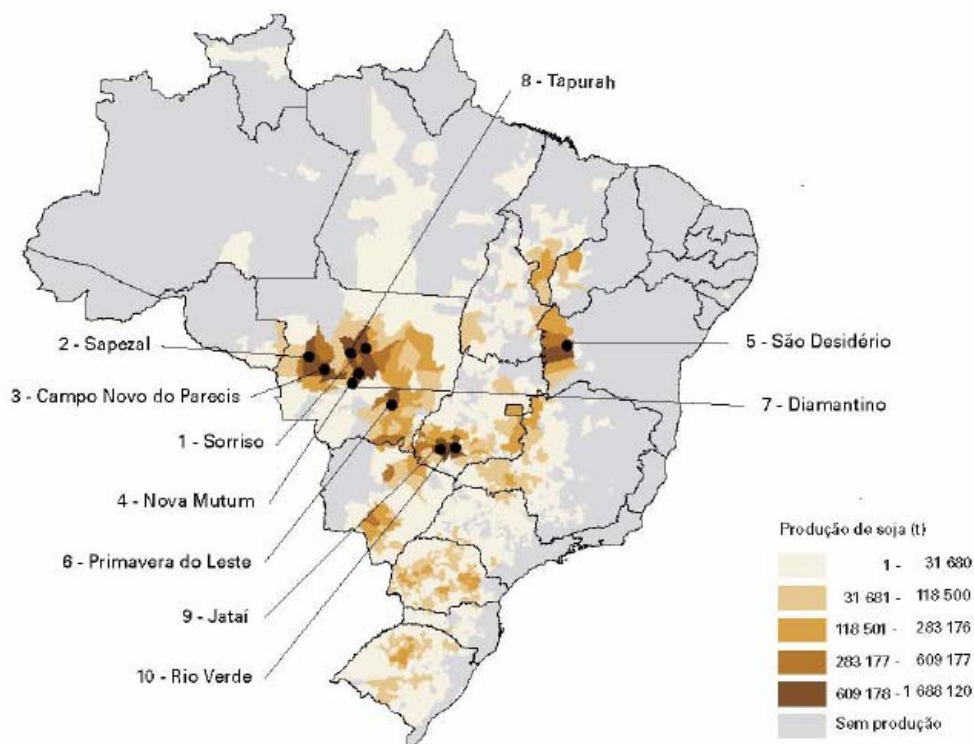 8 - Tapurah
2 - Sapezal
5 - São Desidério
3 - Campo Novo do Parecis
7 - Diamantino
1 - Sorriso
4 - Nova Mutum
6 - Primavera do Leste
9 - Jataí
10 - Rio Verde
Produção de soja (t)
1 - 31 680
31 681 - 118 500
118 501 - 283 176
283 177 - 609 177
609 178 - 1 688 120
Sem produção